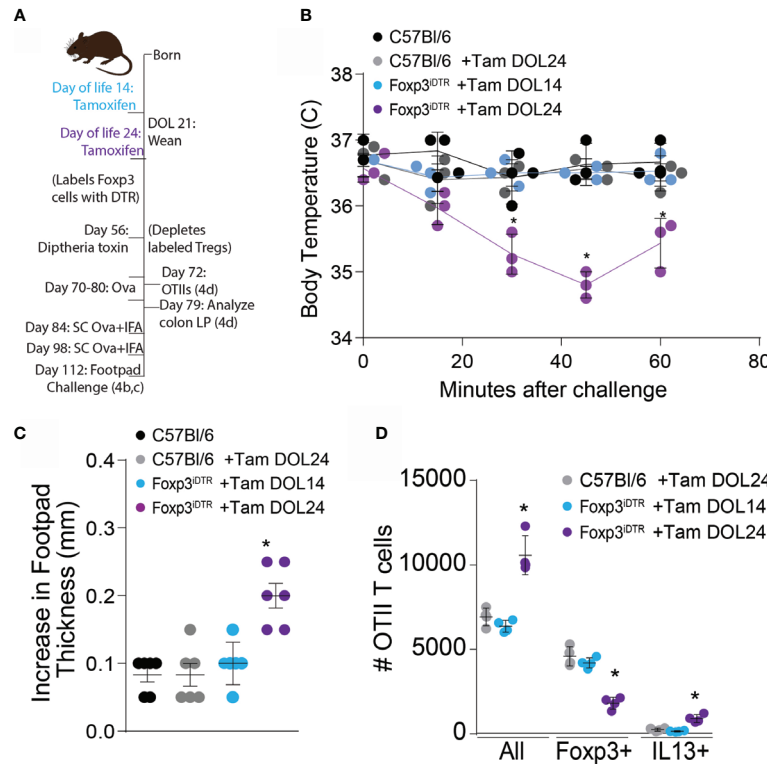 A
Born
Day of life 14:
Tamoxifen
DOL 21:
Wean
Day of life 24:
Tamoxifen
(Labels Foxp3
cells with DTR)
Day 56:
Diptheria toxin
(Depletes
labeled Tregs)
Day 70-80: Ova
Day 72:
OTIIs (4d)
Day 79: Analyze
colon LP (4d)
Day 84: SC Ova+IFA
Day 98: SC Ova+IFA
Day 112: Footpad
Challenge (4b,c)
B
C57Bl/6
C57Bl/6 +Tam DOL24
Foxp3iDTR +Tam DOL14
Foxp3iDTR +Tam DOL24
Body Temperature (C)
38
37
36
35
34
* * *
0 20 40 60 80
Minutes after challenge
C
C57Bl/6
C57Bl/6 +Tam DOL24
Foxp3iDTR +Tam DOL14
Foxp3iDTR +Tam DOL24
Increase in Footpad
Thickness (mm)
0.4
0.3
0.2
0.1
0.0
*
D
C57Bl/6 +Tam DOL24
Foxp3iDTR +Tam DOL14
Foxp3iDTR +Tam DOL24
# OTII T cells
15000
10000
5000
0
* * *
All Foxp3+ IL13+